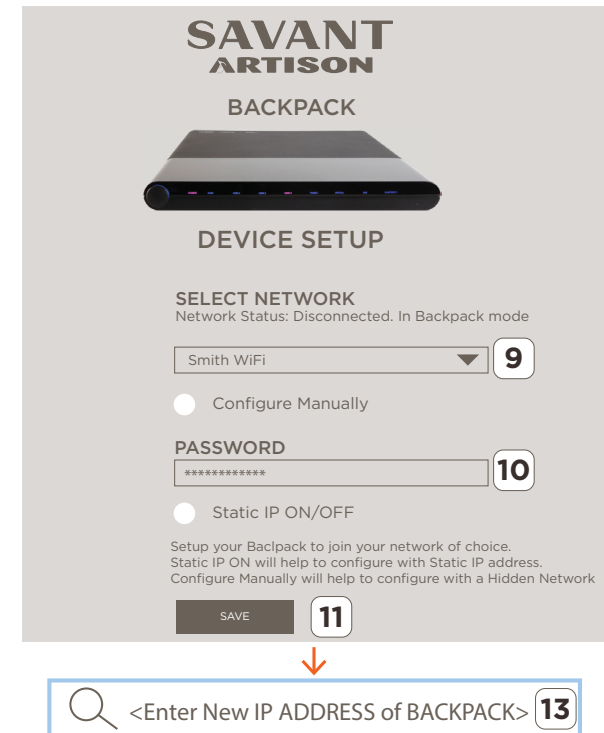 SAVANT
ARTISON
BACKPACK
DEVICE SETUP
SELECT NETWORK
Network Status: Disconnected. In Backpack mode
Smith WiFi
9
Configure Manually
PASSWORD
************
10
Static IP ON/OFF
Setup your Baclpack to join your network of choice.
Static IP ON will help to configure with Static IP address.
Configure Manually will help to configure with a Hidden Network
SAVE
11
<Enter New IP ADDRESS of BACKPACK>
13